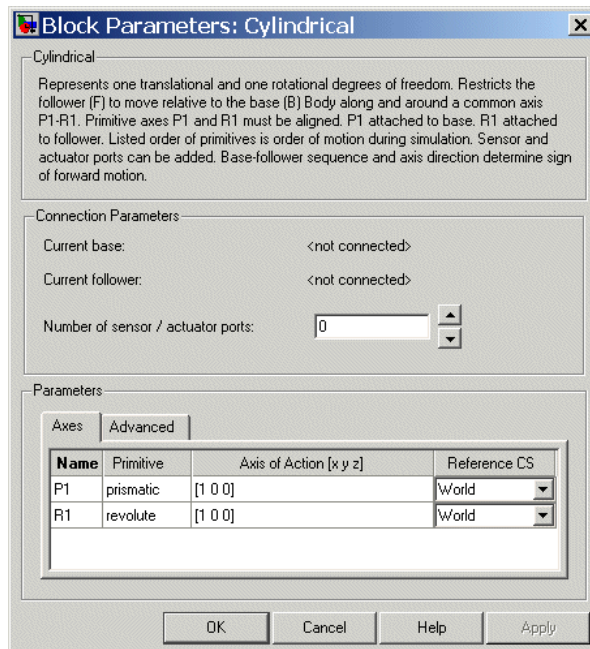 Block Parameters: Cylindrical
Cylindrical
Represents one translational and one rotational degrees of freedom. Restricts the
follower (F) to move relative to the base (B) Body along and around a common axis
P1-R1. Primitive axes P1 and R1 must be aligned. P1 attached to base. R1 attached
to follower. Listed order of primitives is order of motion during simulation. Sensor and
actuator ports can be added. Base-follower sequence and axis direction determine sign
of forward motion.
Connection Parameters
Current base: <not connected>
Current follower: <not connected>
Number of sensor / actuator ports: 0
Parameters
Axes Advanced
Name Primitive Axis of Action [x y z] Reference CS
P1 prismatic [1 0 0] World
R1 revolute [1 0 0] World
OK Cancel Help Apply